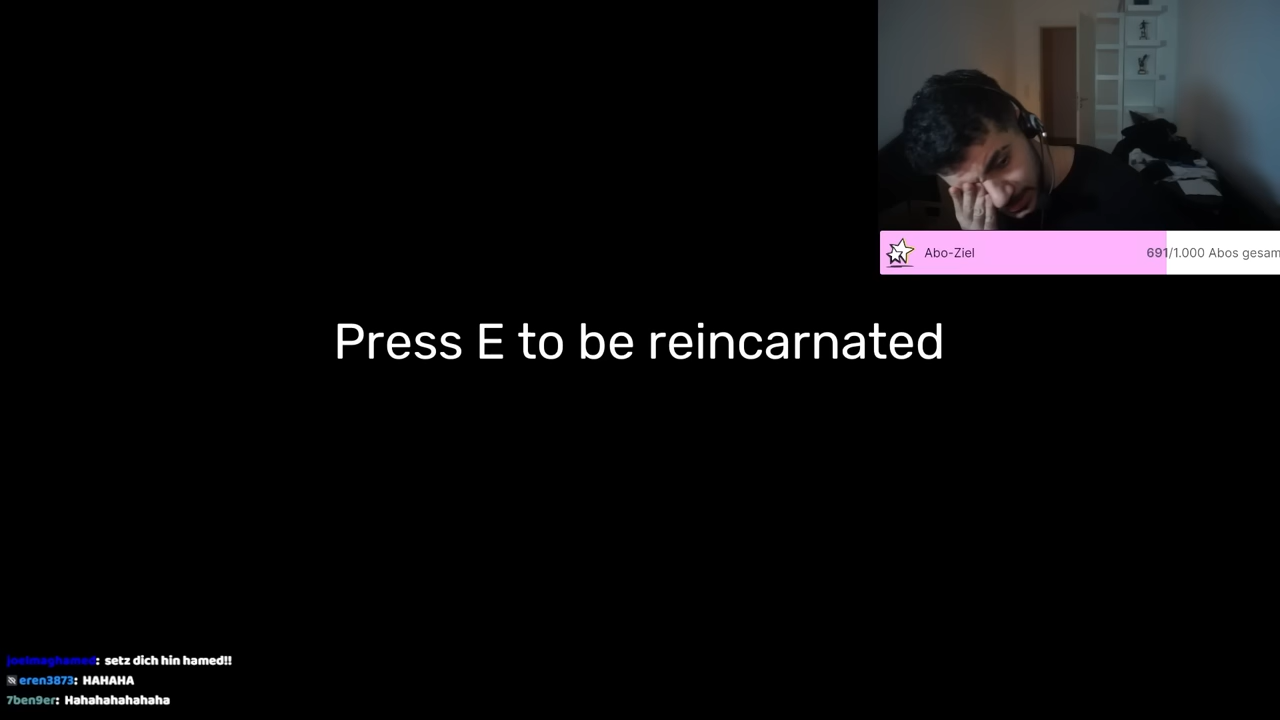 Abo-Ziel
691/1.000 Abos gesam
Press E to be reincarnated
joelmaghamed: setz dich hin hamed!!
eren3873: HAHAHA
7ben9er: Hahahahahahaha